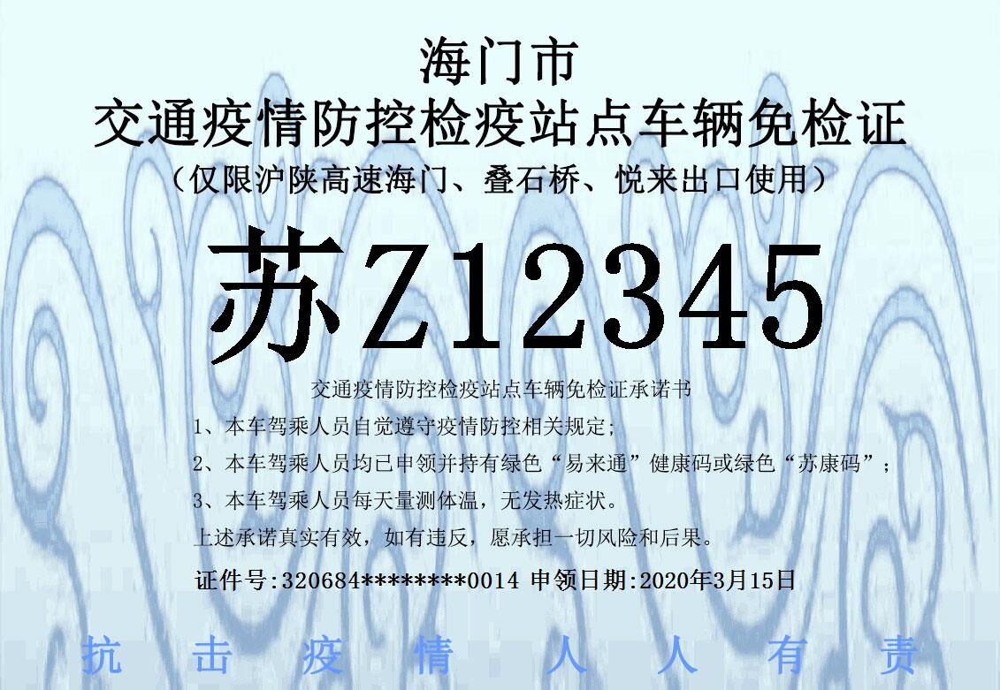 海门市
交通疫情防控检疫站点车辆免检证
（仅限沪陕高速海门、叠石桥、悦来出口使用）
苏Z12345
交通疫情防控检疫站点车辆免检证承诺书
1、本车驾乘人员自觉遵守疫情防控相关规定;
2、本车驾乘人员均已申领并持有绿色“易来通”健康码或绿色“苏康码”；
3、本车驾乘人员每天量测体温，无发热症状。
上述承诺真实有效，如有违反，愿承担一切风险和后果。
证件号:320684********0014 申领日期:2020年3月15日
抗击疫情 人人有责